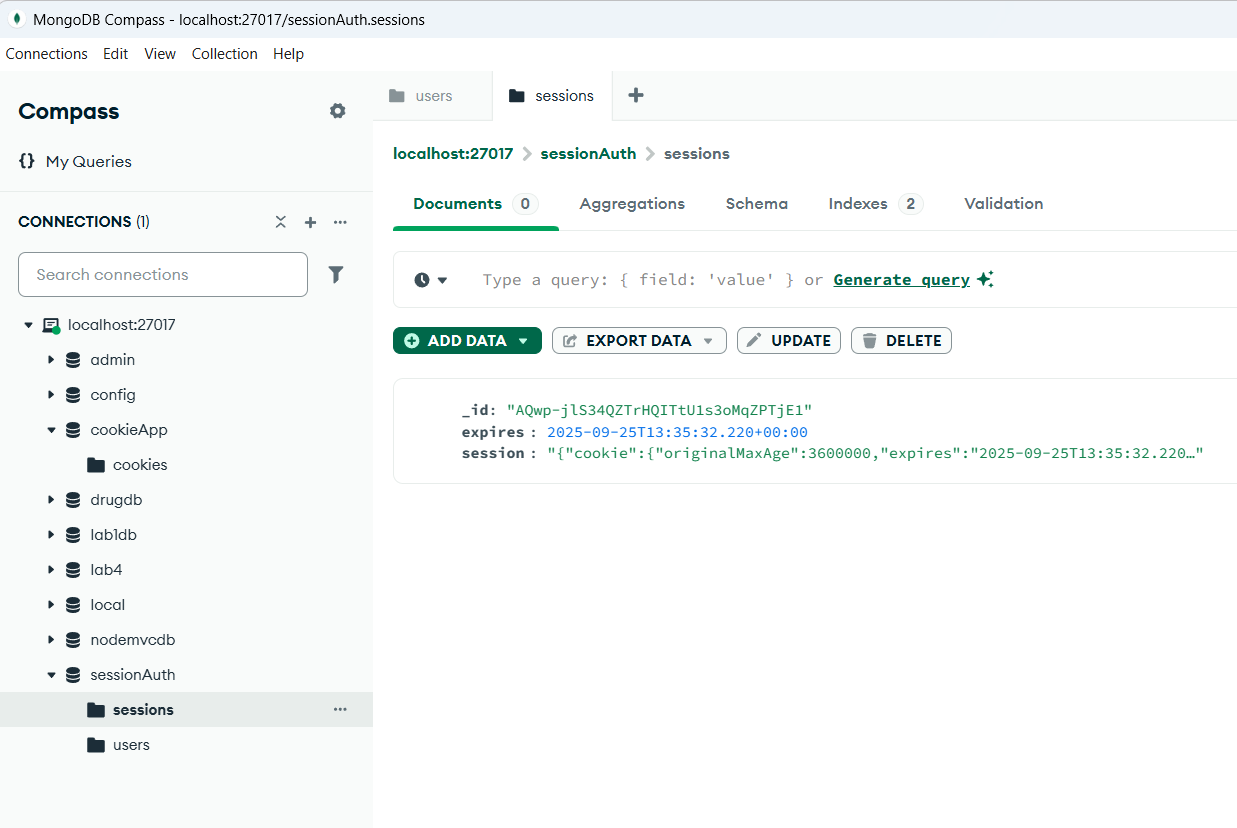 MongoDB Compass - localhost:27017/sessionAuth.sessions
Connections Edit View Collection Help
Compass
{} My Queries
CONNECTIONS (1)
Search connections
localhost:27017
admin
config
cookieApp
cookies
drugdb
lab1db
lab4
local
nodemvcdb
sessionAuth
sessions
users
users sessions
localhost:27017 > sessionAuth > sessions
Documents 0 Aggregations Schema Indexes 2 Validation
Type a query: { field: 'value' } or Generate query
ADD DATA EXPORT DATA UPDATE DELETE
_id: "AQwp-jlS34QZTrHQITtU1s3oMqZPTjE1"
expires : 2025-09-25T13:35:32.220+00:00
session : "{"cookie":{"originalMaxAge":3600000,"expires":"2025-09-25T13:35:32.220…"